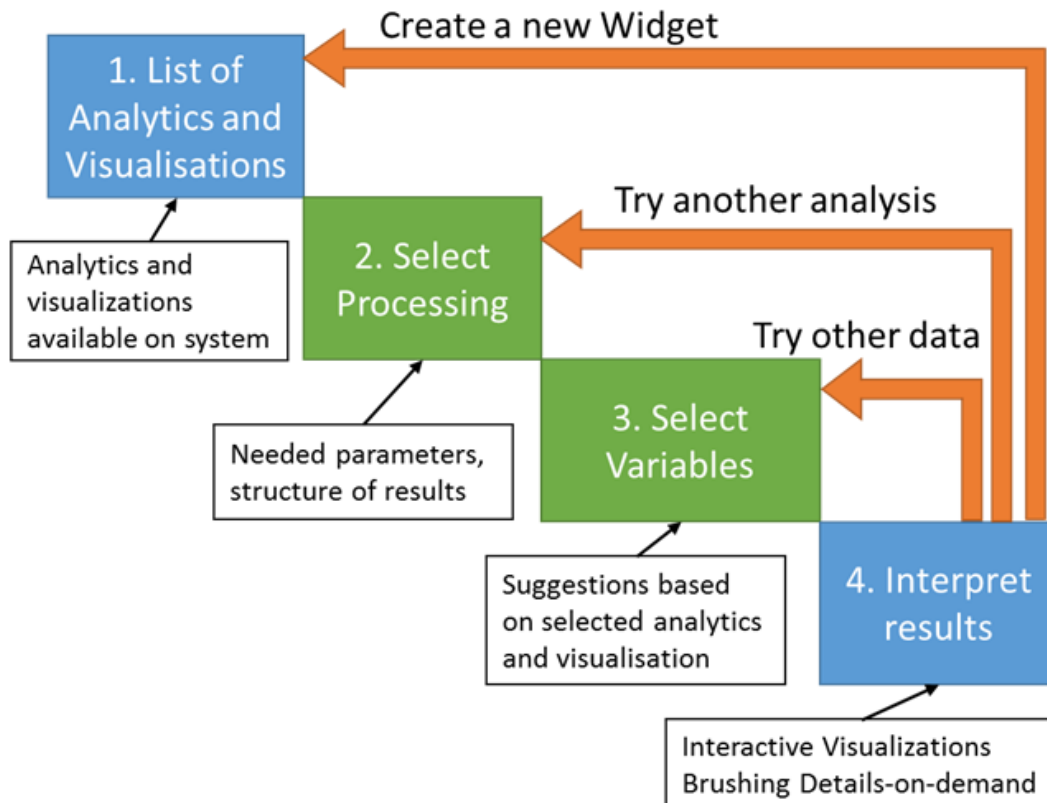 Create a new Widget
1. List of
Analytics and
Visualisations
Try another analysis
Analytics and
visualizations
available on system
2. Select
Processing
Try other data
Needed parameters,
structure of results
3. Select
Variables
Suggestions based
on selected analytics
and visualisation
4. Interpret
results
Interactive Visualizations
Brushing Details-on-demand